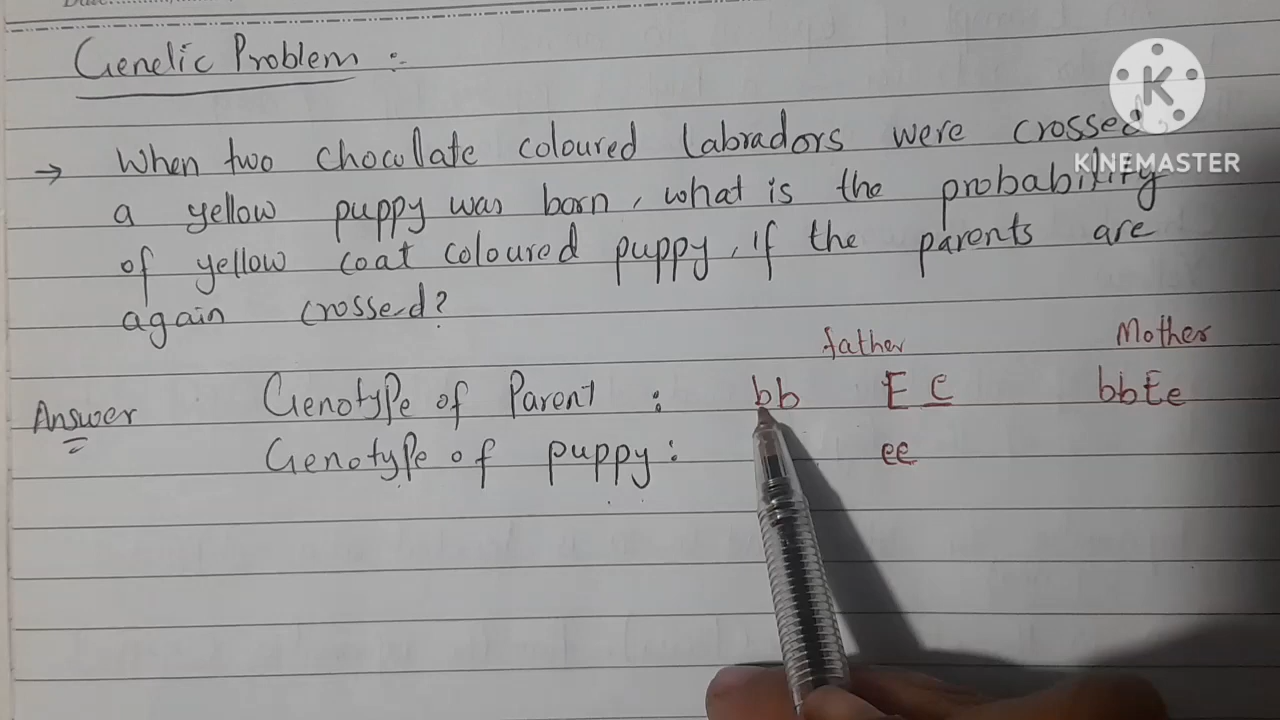 Date
Genetic Problem :-
K
KINEMASTER
→ When two chocolate coloured Labradors were crossed,
a yellow puppy was born, what is the probability
of yellow coat coloured puppy, if the parents are
again crossed?
father Mother
Answer Genotype of Parent : bb E e bbEe
Genotype of puppy: ee